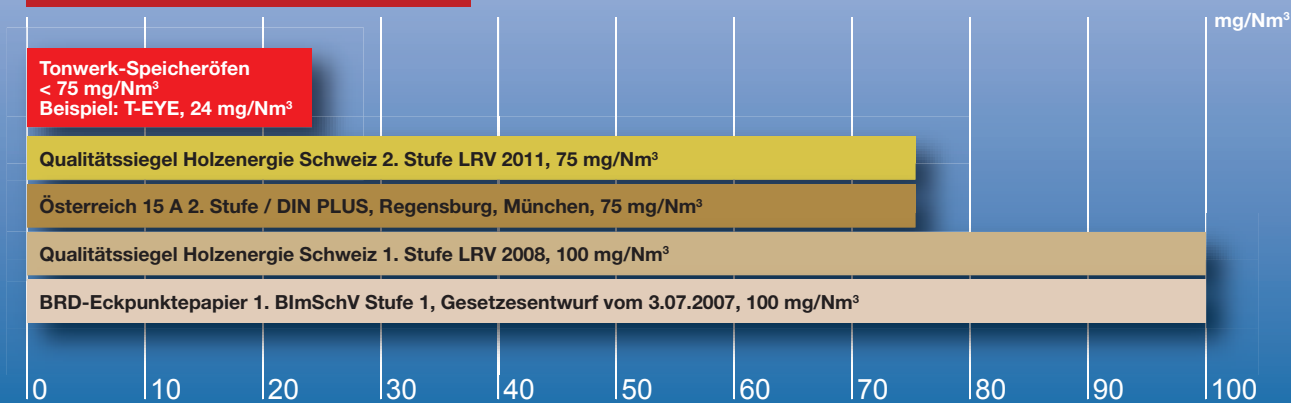 mg/Nm³
Tonwerk-Speicheröfen
< 75 mg/Nm³
Beispiel: T-EYE, 24 mg/Nm³
Qualitätssiegel Holzenergie Schweiz 2. Stufe LRV 2011, 75 mg/Nm³
Österreich 15 A 2. Stufe / DIN PLUS, Regensburg, München, 75 mg/Nm³
Qualitätssiegel Holzenergie Schweiz 1. Stufe LRV 2008, 100 mg/Nm³
BRD-Eckpunktepapier 1. BImSchV Stufe 1, Gesetzesentwurf vom 3.07.2007, 100 mg/Nm³
0 10 20 30 40 50 60 70 80 90 100